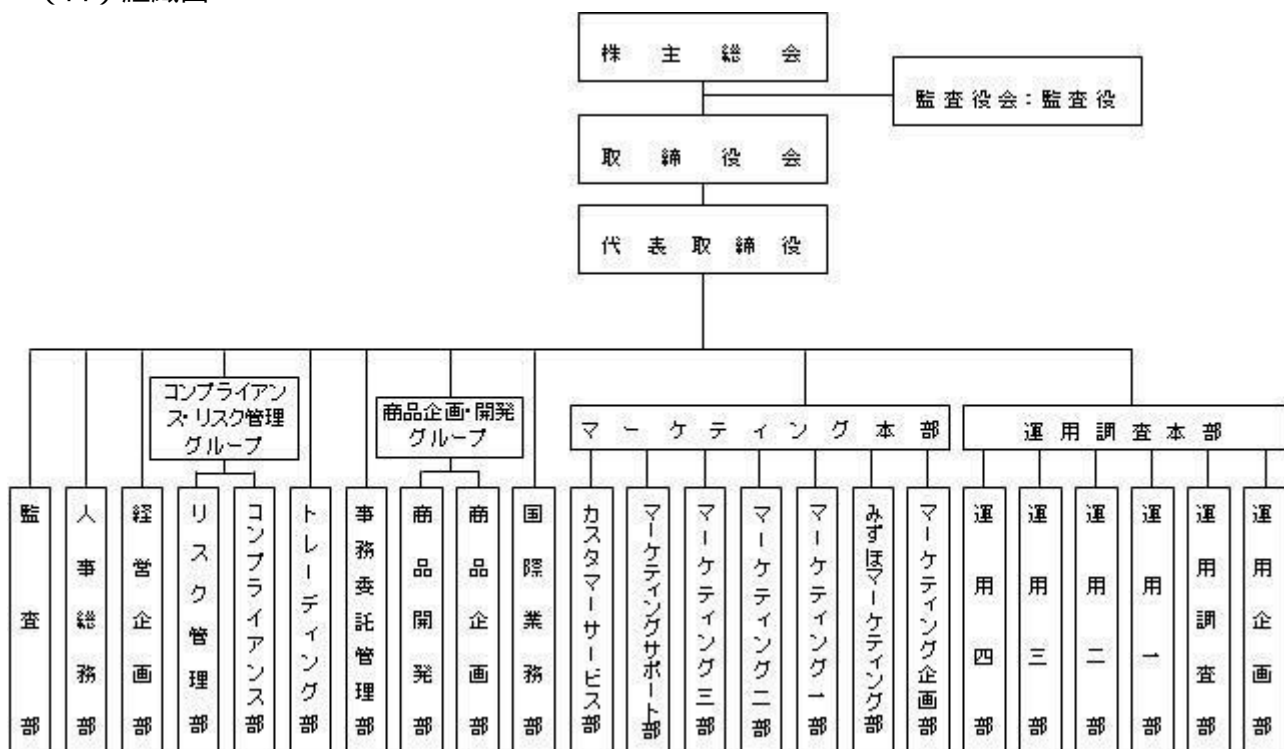 株主総会
監査役会：監査役
取締役会
代表取締役
コンプライアン
ス・リスク管理
グループ
商品企画・開発
グループ
マーケティング本部
運用調査本部
監査部
人事総務部
経営企画部
リスク管理部
コンプライアンス部
トレーディング部
事務委託管理部
商品開発部
商品企画部
国際業務部
カスタマーサービス部
マーケティングサポート部
マーケティング三部
マーケティング二部
マーケティング一部
みずほマーケティング部
マーケティング企画部
運用四部
運用三部
運用二部
運用一部
運用調査部
運用企画部